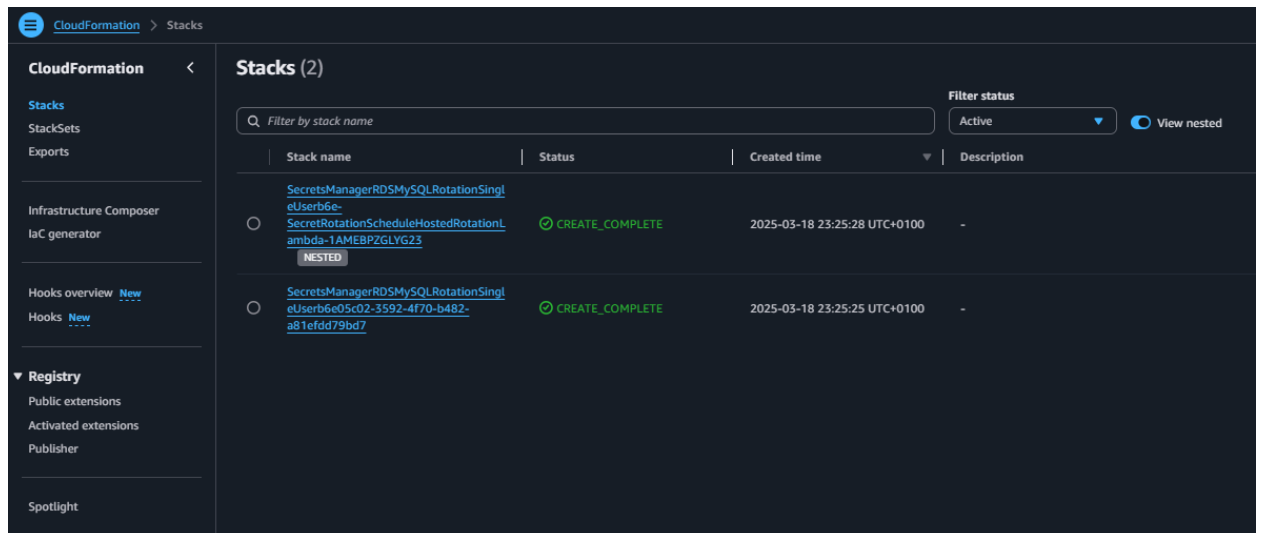 CloudFormation > Stacks
CloudFormation
Stacks
StackSets
Exports
Infrastructure Composer
IaC generator
Hooks overview New
Hooks New
Registry
Public extensions
Activated extensions
Publisher
Spotlight
Stacks (2)
Filter status
Filter by stack name
Active
View nested
Stack name
Status
Created time
Description
SecretsManagerRDSMySQLRotationSingl
eUserb6e-
SecretRotationScheduleHostedRotationL
ambda-1AMEBPZGLYG23
NESTED
CREATE_COMPLETE
2025-03-18 23:25:28 UTC+0100
-
SecretsManagerRDSMySQLRotationSingl
eUserb6e05c02-3592-4f70-b482-
a81efdd79bd7
CREATE_COMPLETE
2025-03-18 23:25:25 UTC+0100
-